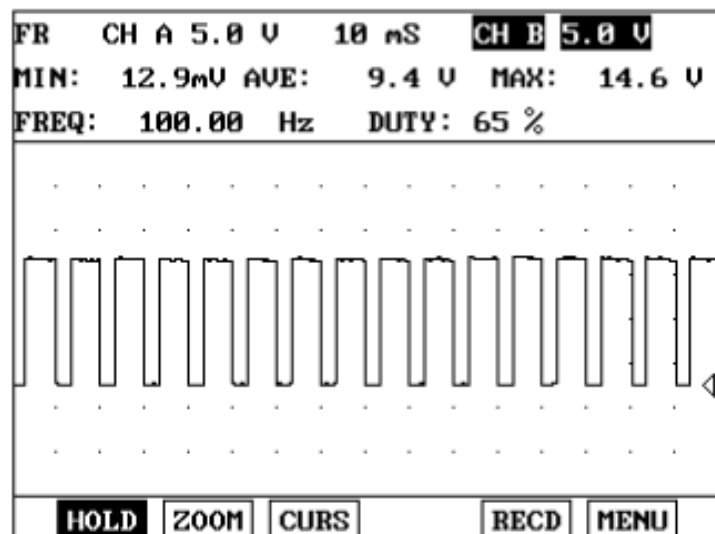 FR CH A 5.0 V 10 mS CH B 5.0 V
MIN: 12.9mV AVE: 9.4 V MAX: 14.6 V
FREQ: 100.00 Hz DUTY: 65 %
HOLD ZOOM CURS RECD MENU